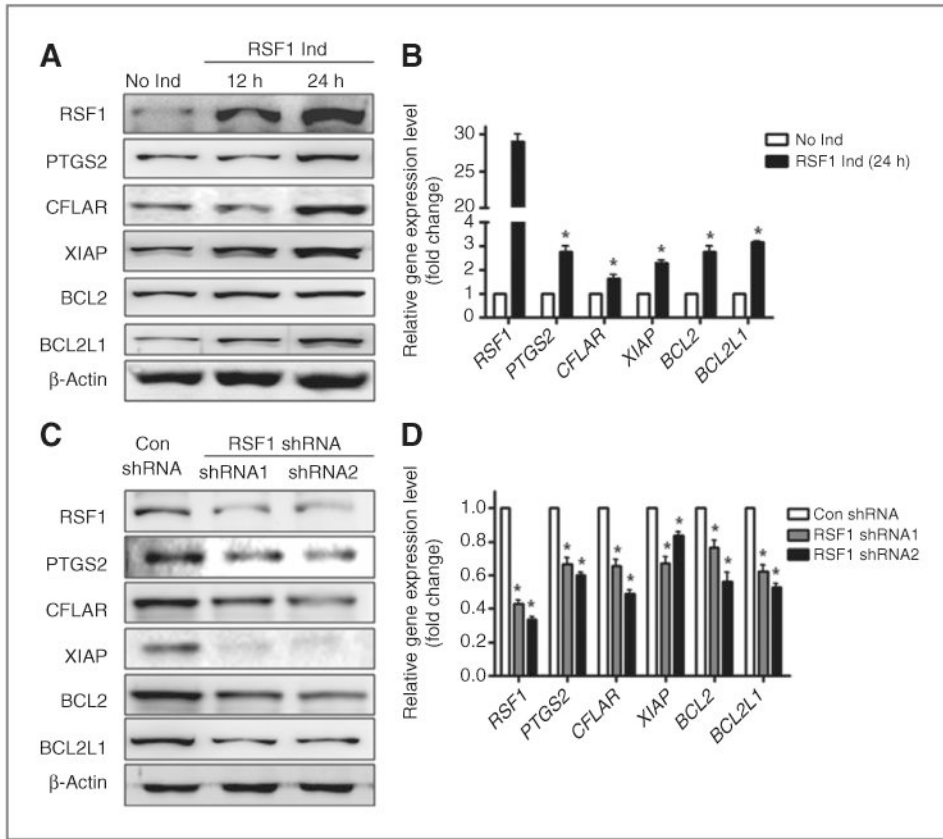 A
RSF1 Ind
No Ind 12 h 24 h
RSF1
PTGS2
CFLAR
XIAP
BCL2
BCL2L1
β-Actin
B
Relative gene expression level
(fold change)
30
25
20
4
3
2
1
0
No Ind
RSF1 Ind (24 h)
* * * * *
RSF1 PTGS2 CFLAR XIAP BCL2 BCL2L1
C
Con
shRNA
RSF1 shRNA
shRNA1 shRNA2
RSF1
PTGS2
CFLAR
XIAP
BCL2
BCL2L1
β-Actin
D
Relative gene expression level
(fold change)
1.0
0.8
0.6
0.4
0.2
0.0
Con shRNA
RSF1 shRNA1
RSF1 shRNA2
* * * * * * * * * * * *
RSF1 PTGS2 CFLAR XIAP BCL2 BCL2L1